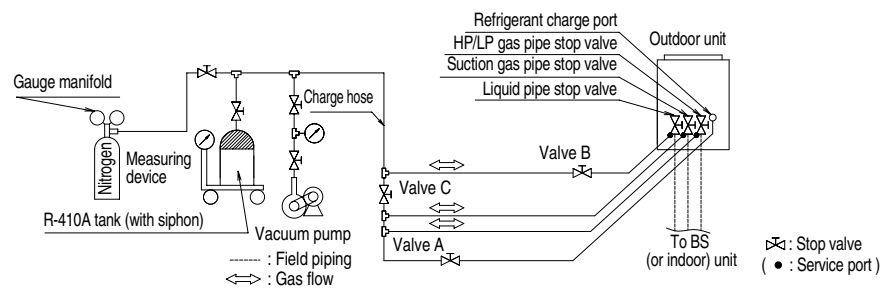 Refrigerant charge port
HP/LP gas pipe stop valve
Suction gas pipe stop valve
Liquid pipe stop valve
Outdoor unit
Gauge manifold
Charge hose
Nitrogen
Measuring
device
Valve B
Valve C
R-410A tank (with siphon)
Vacuum pump
Valve A
To BS
(or indoor) unit
: Field piping
: Gas flow
: Stop valve
( ● : Service port )